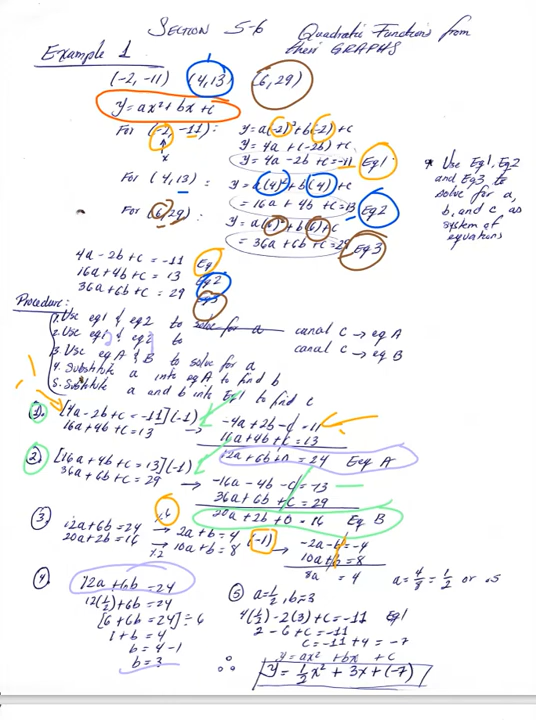 SECTION 5-6 Quadratic Functions from their GRAPHS
Example 1
(-2, -11) (4,13) (6,29)
y = ax² + bx + c
For (-2, -11): y = a(-2)² + b(-2) + c
x
y = 4a + (-2b) + c
y = 4a - 2b + c = -11 Eq1
For (4, 13): y = a(4)² + b(4) + c
= 16a + 4b + c = 13 Eq2
For (6,29): y = a(6)² + b(6) + c
= 36a + 6b + c = 29 Eq3
* Use Eq1, Eq2
and Eq3 to
solve for a,
b, and c, as
system of
equations
4a - 2b + c = -11 Eq
16a + 4b + c = 13 Eq2
36a + 6b + c = 29 Eq3
Procedure:
1. Use eq1 & eq2 to solve for a cancel c → eq A
2. Use eq & to cancel c → eq B
3 Use eq A & B to solve for a
4. Substitute a into eq A to find b
5. Substitute a and b into Eq1 to find c
①. [4a - 2b + c = -11](-1)
16a + 4b + c = 13 →
-4a + 2b - c = 11
16a + 4b + c = 13
12a + 6b + 0 = 24 Eq A
② [16a + 4b + c = 13](-1)
36a + 6b + c = 29 →
-16a - 4b - c = -13
36a + 6b + c = 29
20a + 2b + 0 = 16 Eq B
③. 12a + 6b = 24 ÷6 → 2a + b = 4 (-1) → -2a - b = -4
20a + 2b = 16 ÷2 → 10a + b = 8 10a + b = 8
8a = 4 a = 4/8 = 1/2 or .5
④ 12a + 6b = 24
12(1/2) + 6b = 24
[6 + 6b = 24] ÷ 6
1 + b = 4
b = 4 - 1
b = 3
⑤ a = 1/2, b = 3
4(1/2) - 2(3) + c = -11 Eq1
2 - 6 + c = -11
c = -11 + 4 = -7
y = ax² + bx + c
∴ y = 1/2x² + 3x + (-7)